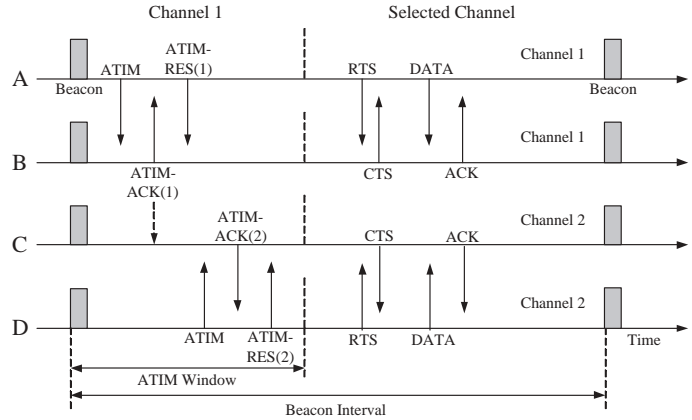 Channel 1
Selected Channel
ATIM-
RES(1)
ATIM
RTS
DATA
Channel 1
A
Beacon
Beacon
Channel 1
B
ATIM-
ACK(1)
CTS
ACK
ATIM-
ACK(2)
Channel 2
C
CTS
ACK
Channel 2
D
ATIM
ATIM-
RES(2)
RTS
DATA
Time
ATIM Window
Beacon Interval